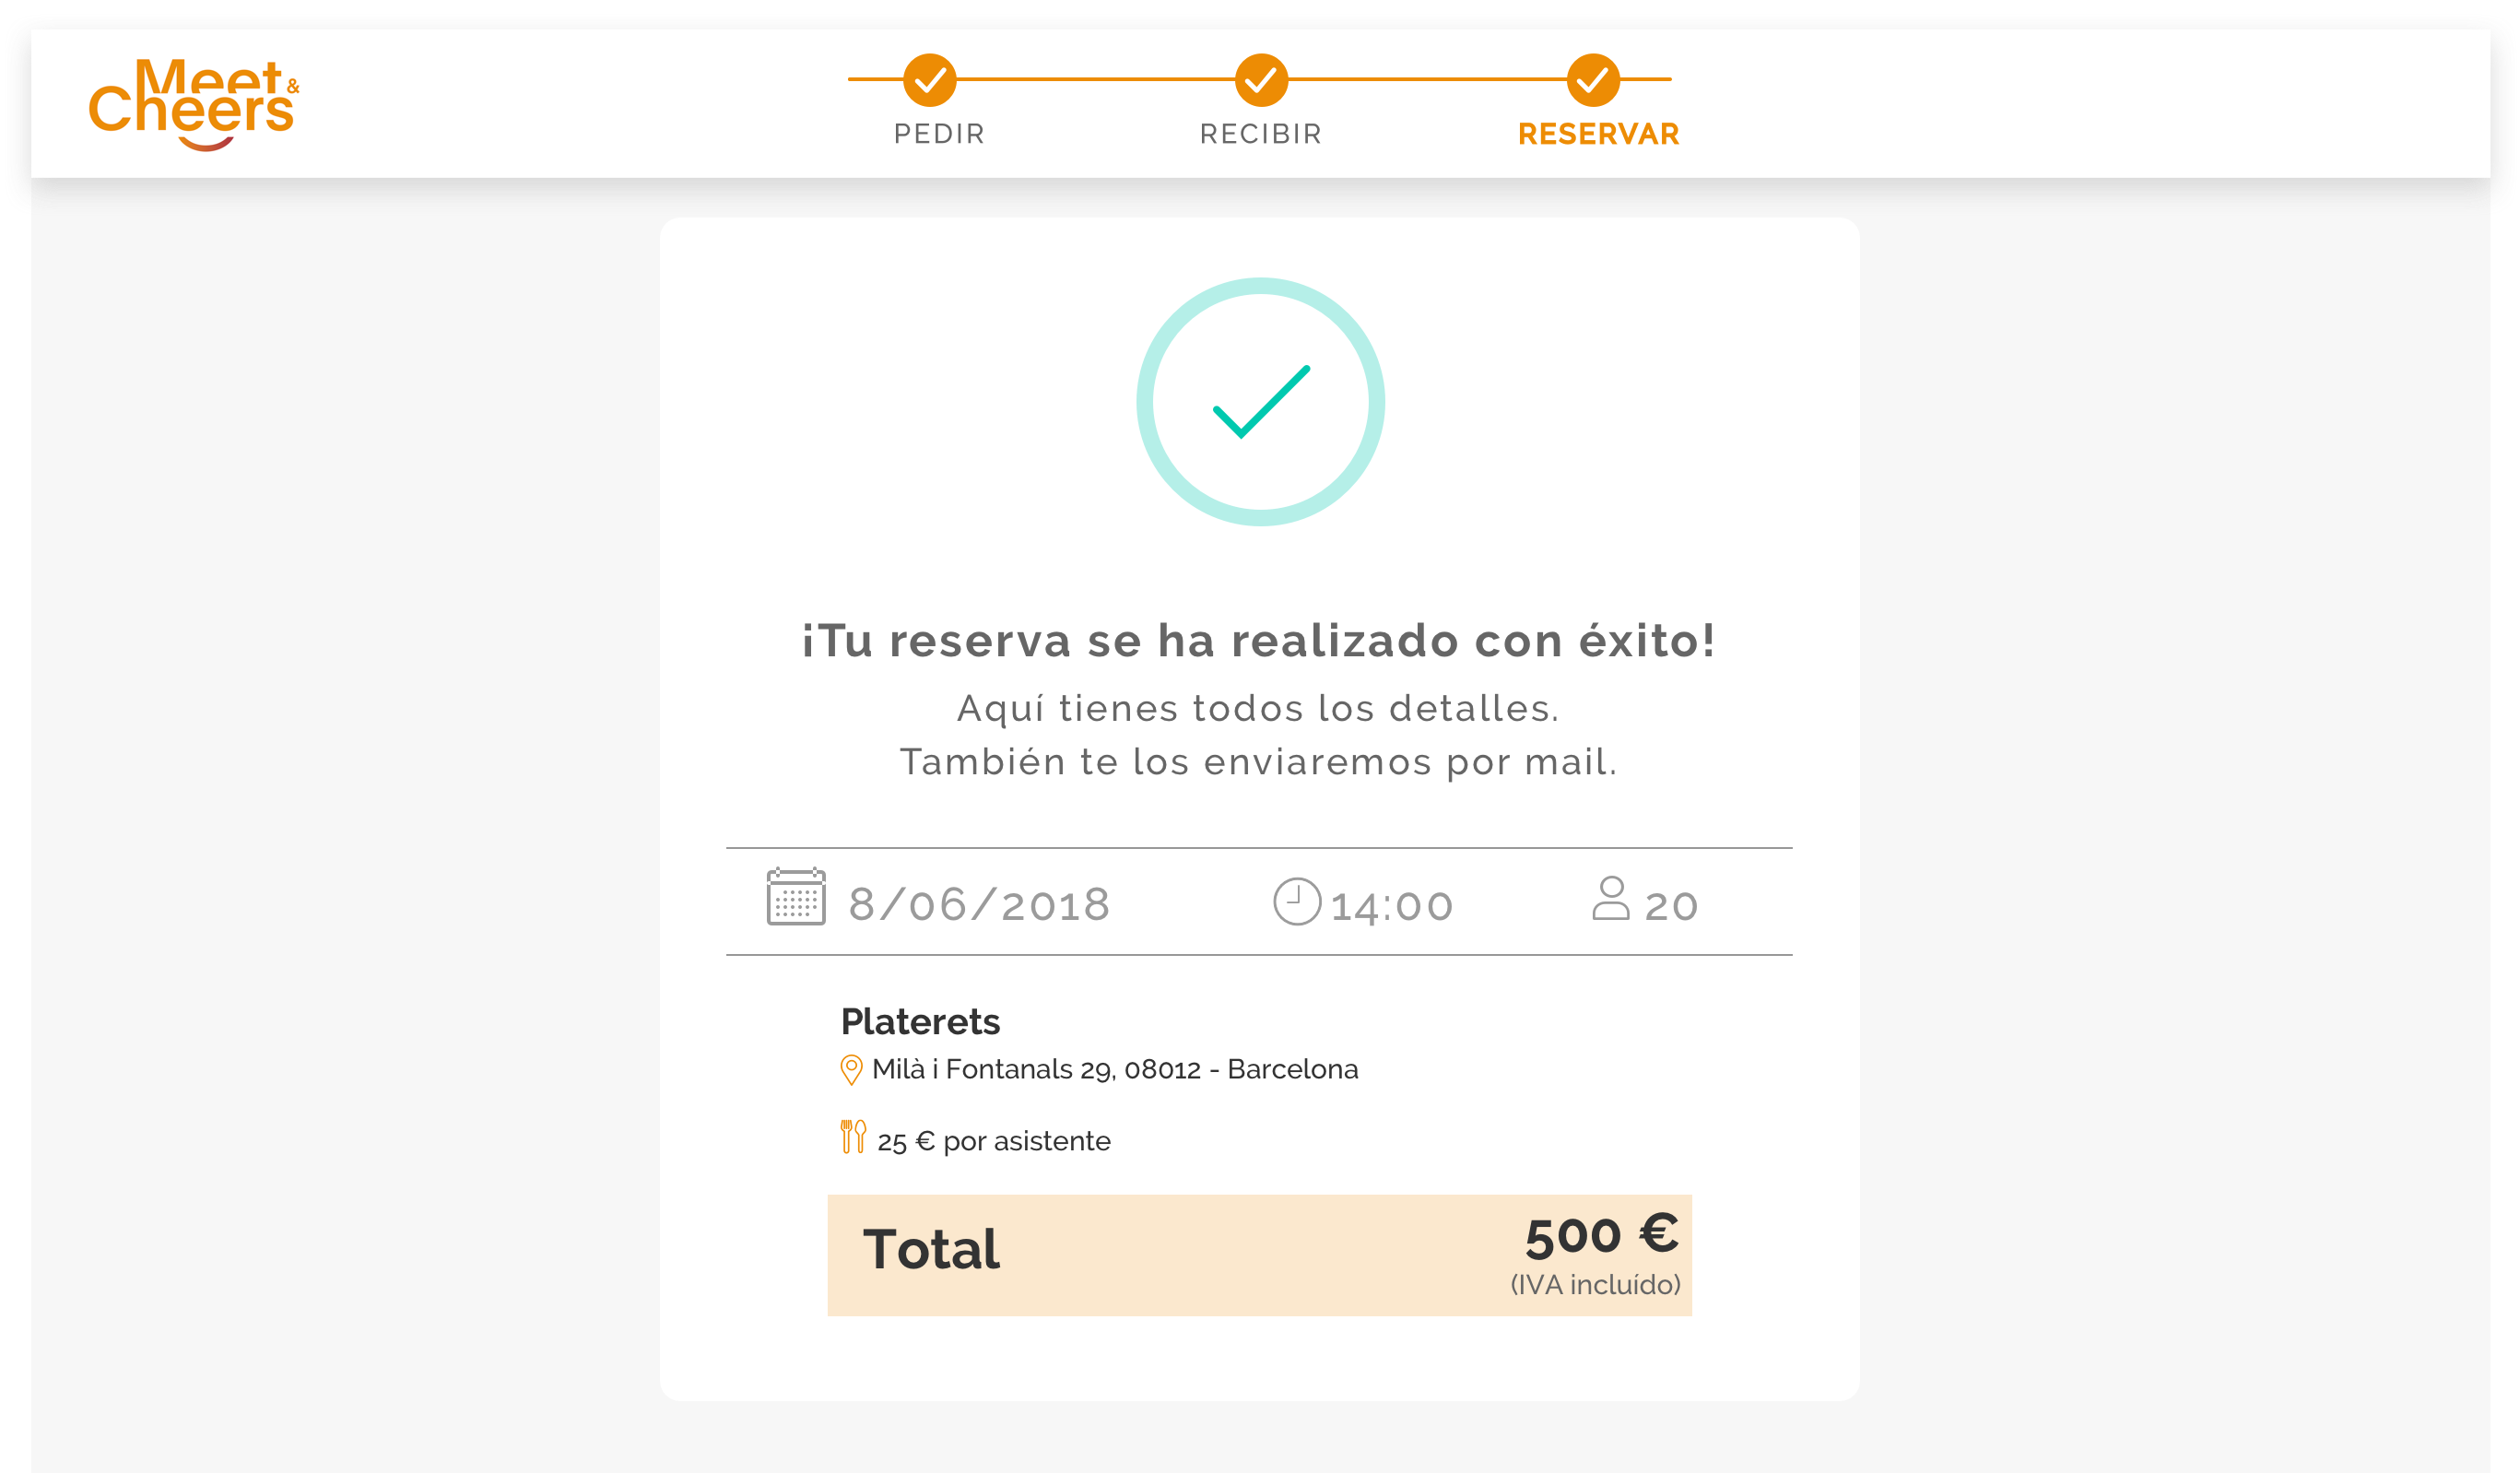 Meet &
Cheers
PEDIR
RECIBIR
RESERVAR
¡Tu reserva se ha realizado con éxito!
Aquí tienes todos los detalles.
También te los enviaremos por mail.
8/06/2018
14:00
20
Platerets
Milà i Fontanals 29, 08012 - Barcelona
25 € por asistente
Total
500 €
(IVA incluído)